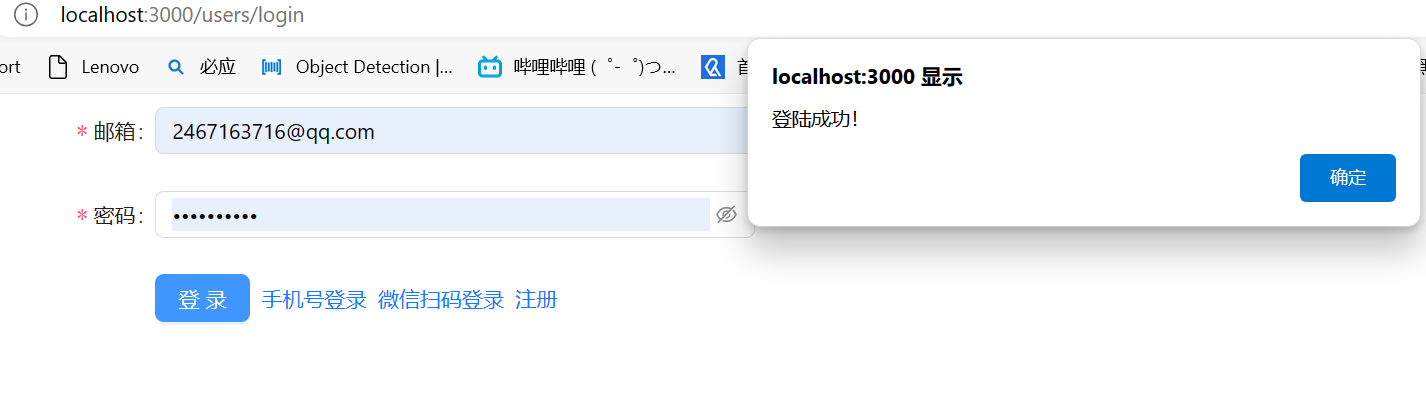 localhost:3000/users/login
ort Lenovo 必应 Object Detection |... 哔哩哔哩 ( ゜- ゜)つ... 首
localhost:3000 显示
登陆成功!
确定
* 邮箱: 2467163716@qq.com
* 密码: ••••••••••
登 录 手机号登录 微信扫码登录 注册